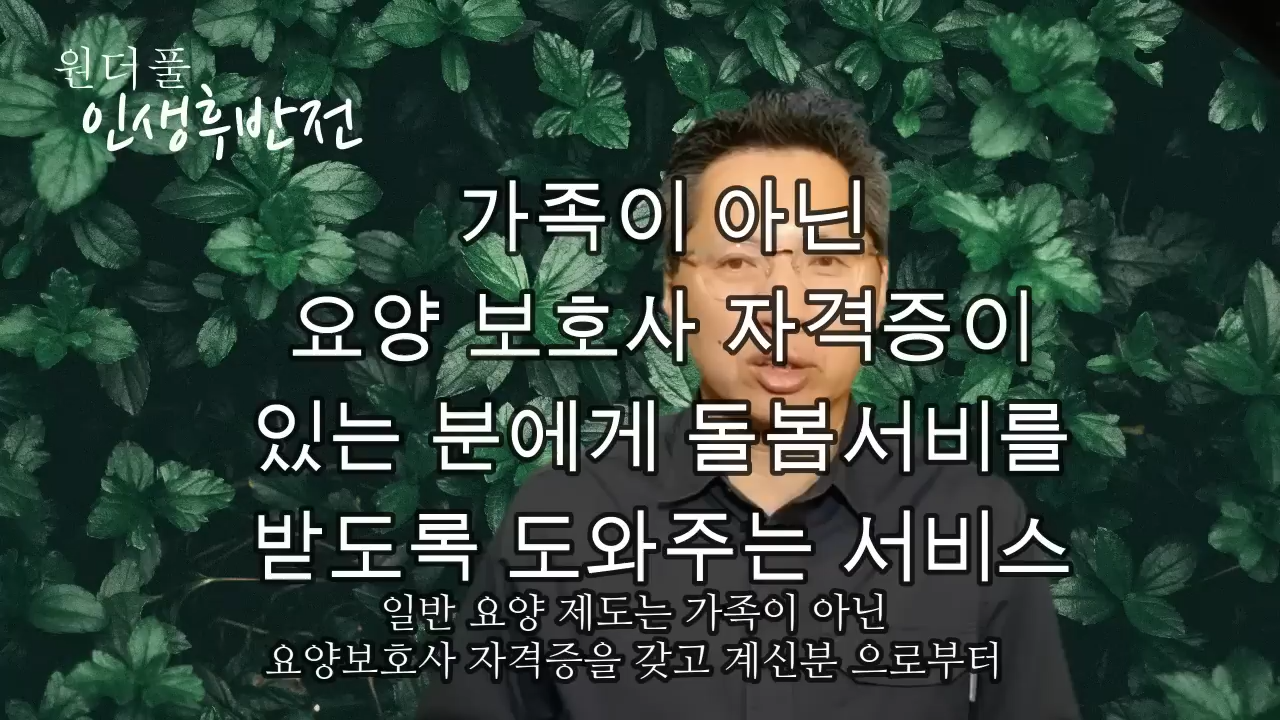 원더풀
인생후반전
가족이 아닌
요양 보호사 자격증이
있는 분에게 돌봄서비를
받도록 도와주는 서비스
일반 요양 제도는 가족이 아닌
요양보호사 자격증을 갖고 계신분 으로부터